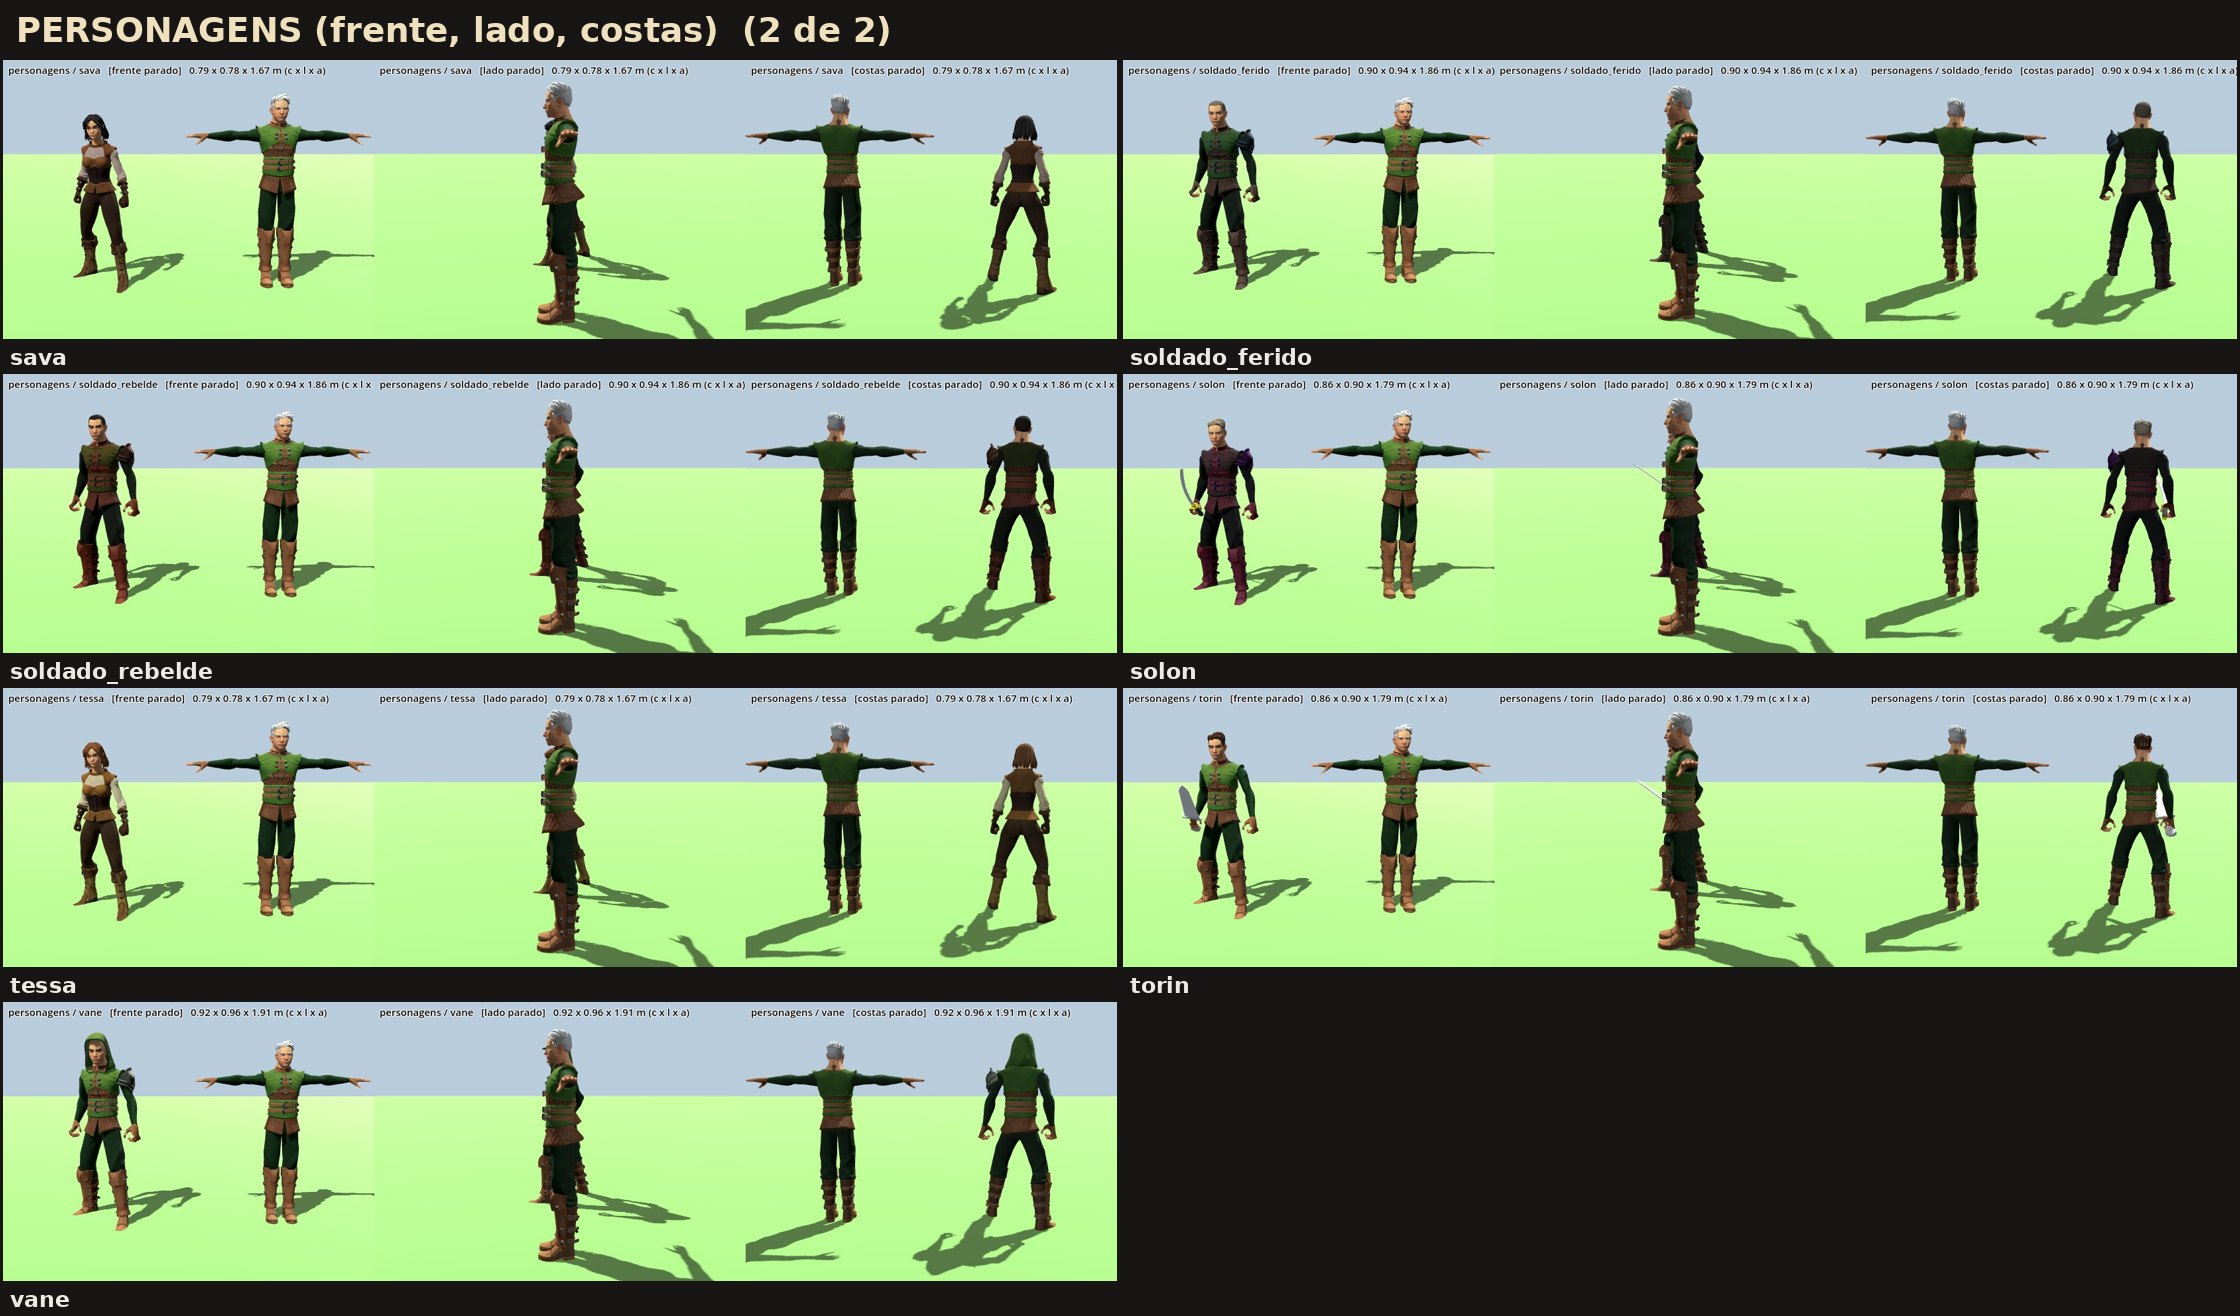 PERSONAGENS (frente, lado, costas)  (2 de 2)
personagens / sava   [frente parado]   0.79 x 0.78 x 1.67 m (c x l x a)
personagens / sava   [lado parado]   0.79 x 0.78 x 1.67 m (c x l x a)
personagens / sava   [costas parado]   0.79 x 0.78 x 1.67 m (c x l x a)
personagens / soldado_ferido   [frente parado]   0.90 x 0.94 x 1.86 m (c x l x a)
personagens / soldado_ferido   [lado parado]   0.90 x 0.94 x 1.86 m (c x l x a)
personagens / soldado_ferido   [costas parado]   0.90 x 0.94 x 1.86 m (c x l x a)
sava
soldado_ferido
personagens / soldado_rebelde   [frente parado]   0.90 x 0.94 x 1.86 m (c x l x
personagens / soldado_rebelde   [lado parado]   0.90 x 0.94 x 1.86 m (c x l x a)
personagens / soldado_rebelde   [costas parado]   0.90 x 0.94 x 1.86 m (c x l x
personagens / solon   [frente parado]   0.86 x 0.90 x 1.79 m (c x l x a)
personagens / solon   [lado parado]   0.86 x 0.90 x 1.79 m (c x l x a)
personagens / solon   [costas parado]   0.86 x 0.90 x 1.79 m (c x l x a)
soldado_rebelde
solon
personagens / tessa   [frente parado]   0.79 x 0.78 x 1.67 m (c x l x a)
personagens / tessa   [lado parado]   0.79 x 0.78 x 1.67 m (c x l x a)
personagens / tessa   [costas parado]   0.79 x 0.78 x 1.67 m (c x l x a)
personagens / torin   [frente parado]   0.86 x 0.90 x 1.79 m (c x l x a)
personagens / torin   [lado parado]   0.86 x 0.90 x 1.79 m (c x l x a)
personagens / torin   [costas parado]   0.86 x 0.90 x 1.79 m (c x l x a)
tessa
torin
personagens / vane   [frente parado]   0.92 x 0.96 x 1.91 m (c x l x a)
personagens / vane   [lado parado]   0.92 x 0.96 x 1.91 m (c x l x a)
personagens / vane   [costas parado]   0.92 x 0.96 x 1.91 m (c x l x a)
vane